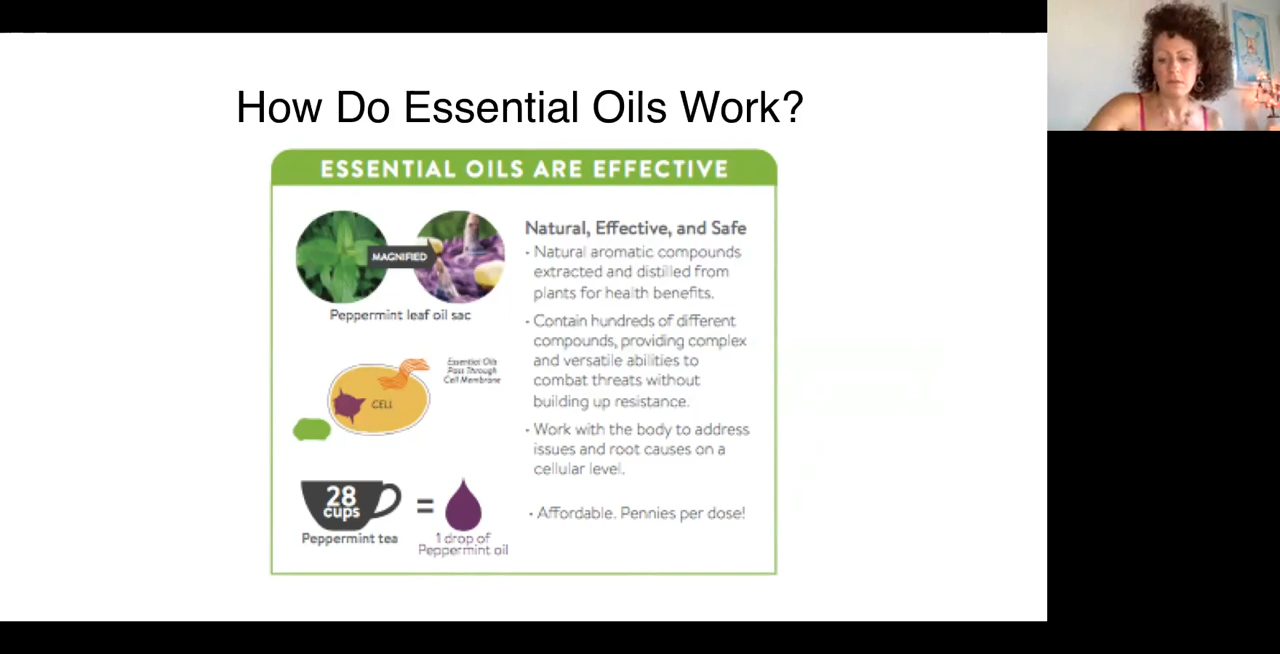 How Do Essential Oils Work?
ESSENTIAL OILS ARE EFFECTIVE
MAGNIFIED
Peppermint leaf oil sac
Essential Oils
Pass Through
Cell Membrane
CELL
28
cups
=
Peppermint tea
1 drop of
Peppermint oil
Natural, Effective, and Safe
- Natural aromatic compounds
extracted and distilled from
plants for health benefits.
- Contain hundreds of different
compounds, providing complex
and versatile abilities to
combat threats without
building up resistance.
- Work with the body to address
issues and root causes on a
cellular level.
- Affordable. Pennies per dose!